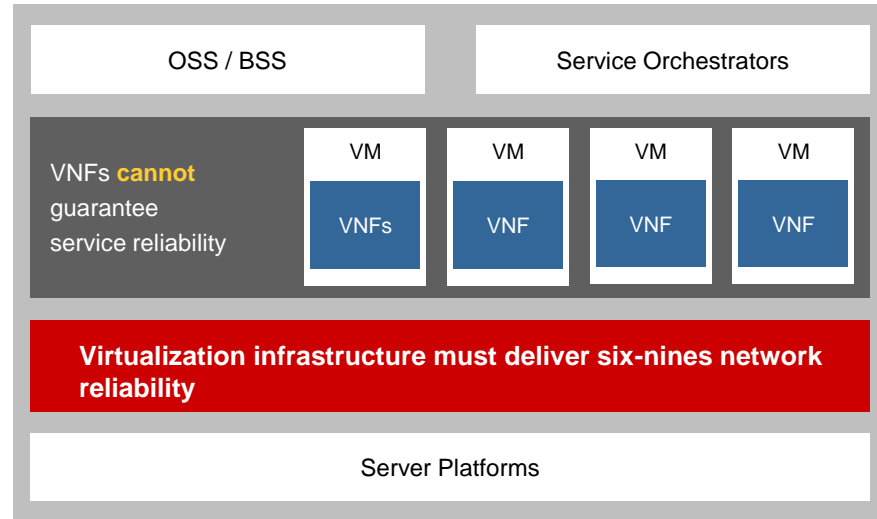 OSS / BSS
Service Orchestrators
VNFs cannot
guarantee
service reliability
VM
VNFs
VM
VNF
VM
VNF
VM
VNF
Virtualization infrastructure must deliver six-nines network
reliability
Server Platforms